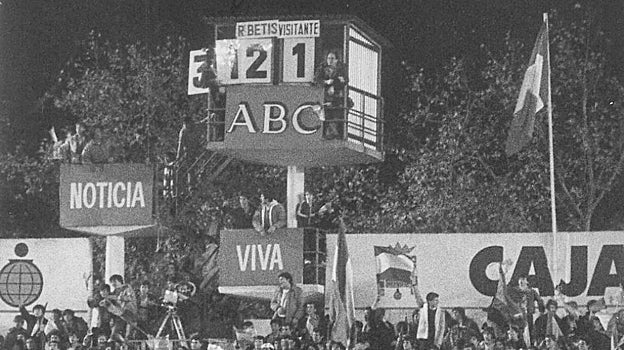 R.BETIS VISITANTE
3 12 1
ABC
NOTICIA
VIVA
CAJA